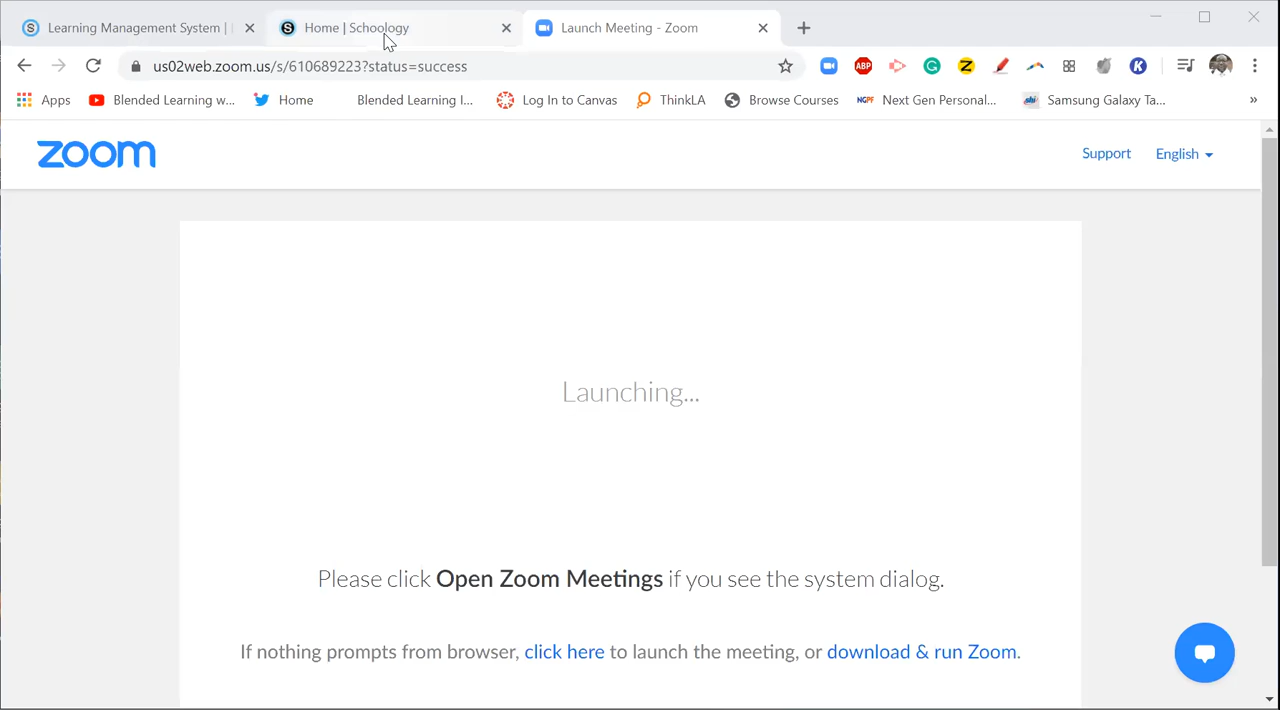 Learning Management System |
Home | Schoology
Launch Meeting - Zoom
us02web.zoom.us/s/610689223?status=success
ABP
G
Z
K
Apps
Blended Learning w...
Home
Blended Learning I...
Log In to Canvas
ThinkLA
Browse Courses
NGPF
Next Gen Personal...
Samsung Galaxy Ta...
»
zoom
Support
English
Launching...
Please click Open Zoom Meetings if you see the system dialog.
If nothing prompts from browser, click here to launch the meeting, or download & run Zoom.